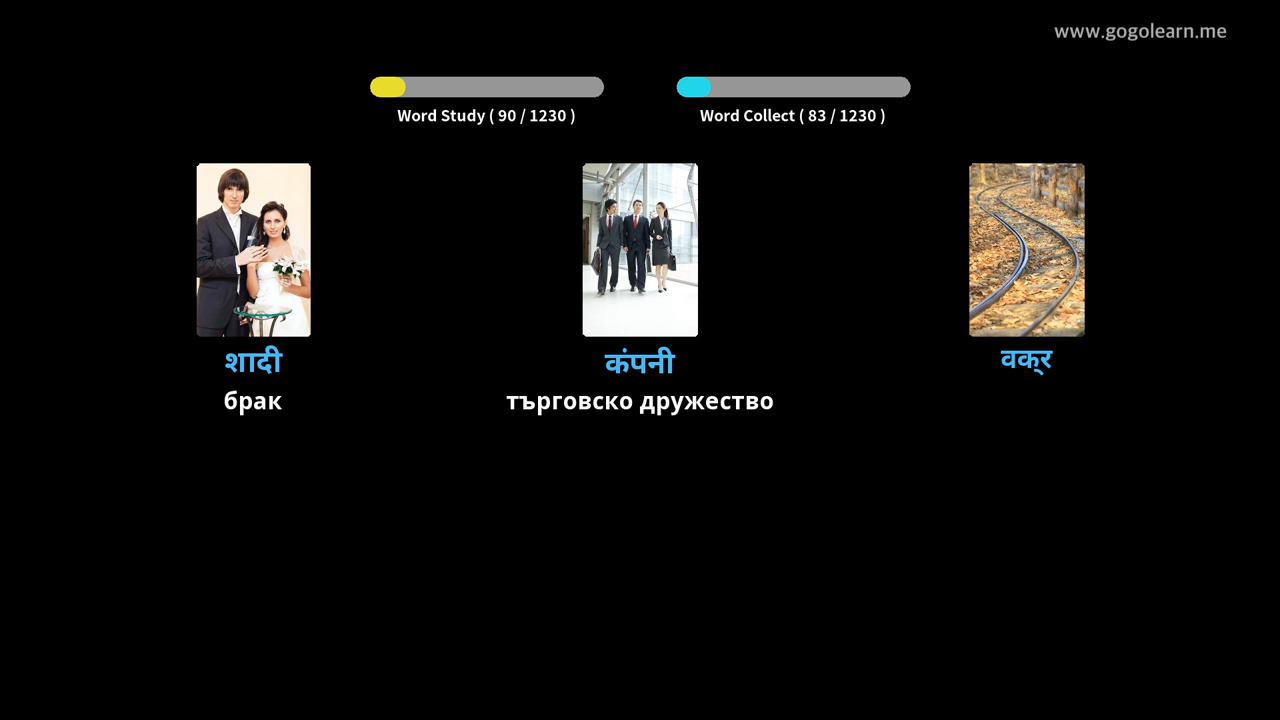 www.gogolearn.me
Word Study ( 90 / 1230 )
Word Collect ( 83 / 1230 )
शादी
कंपनी
वक्र
брак
търговско дружество